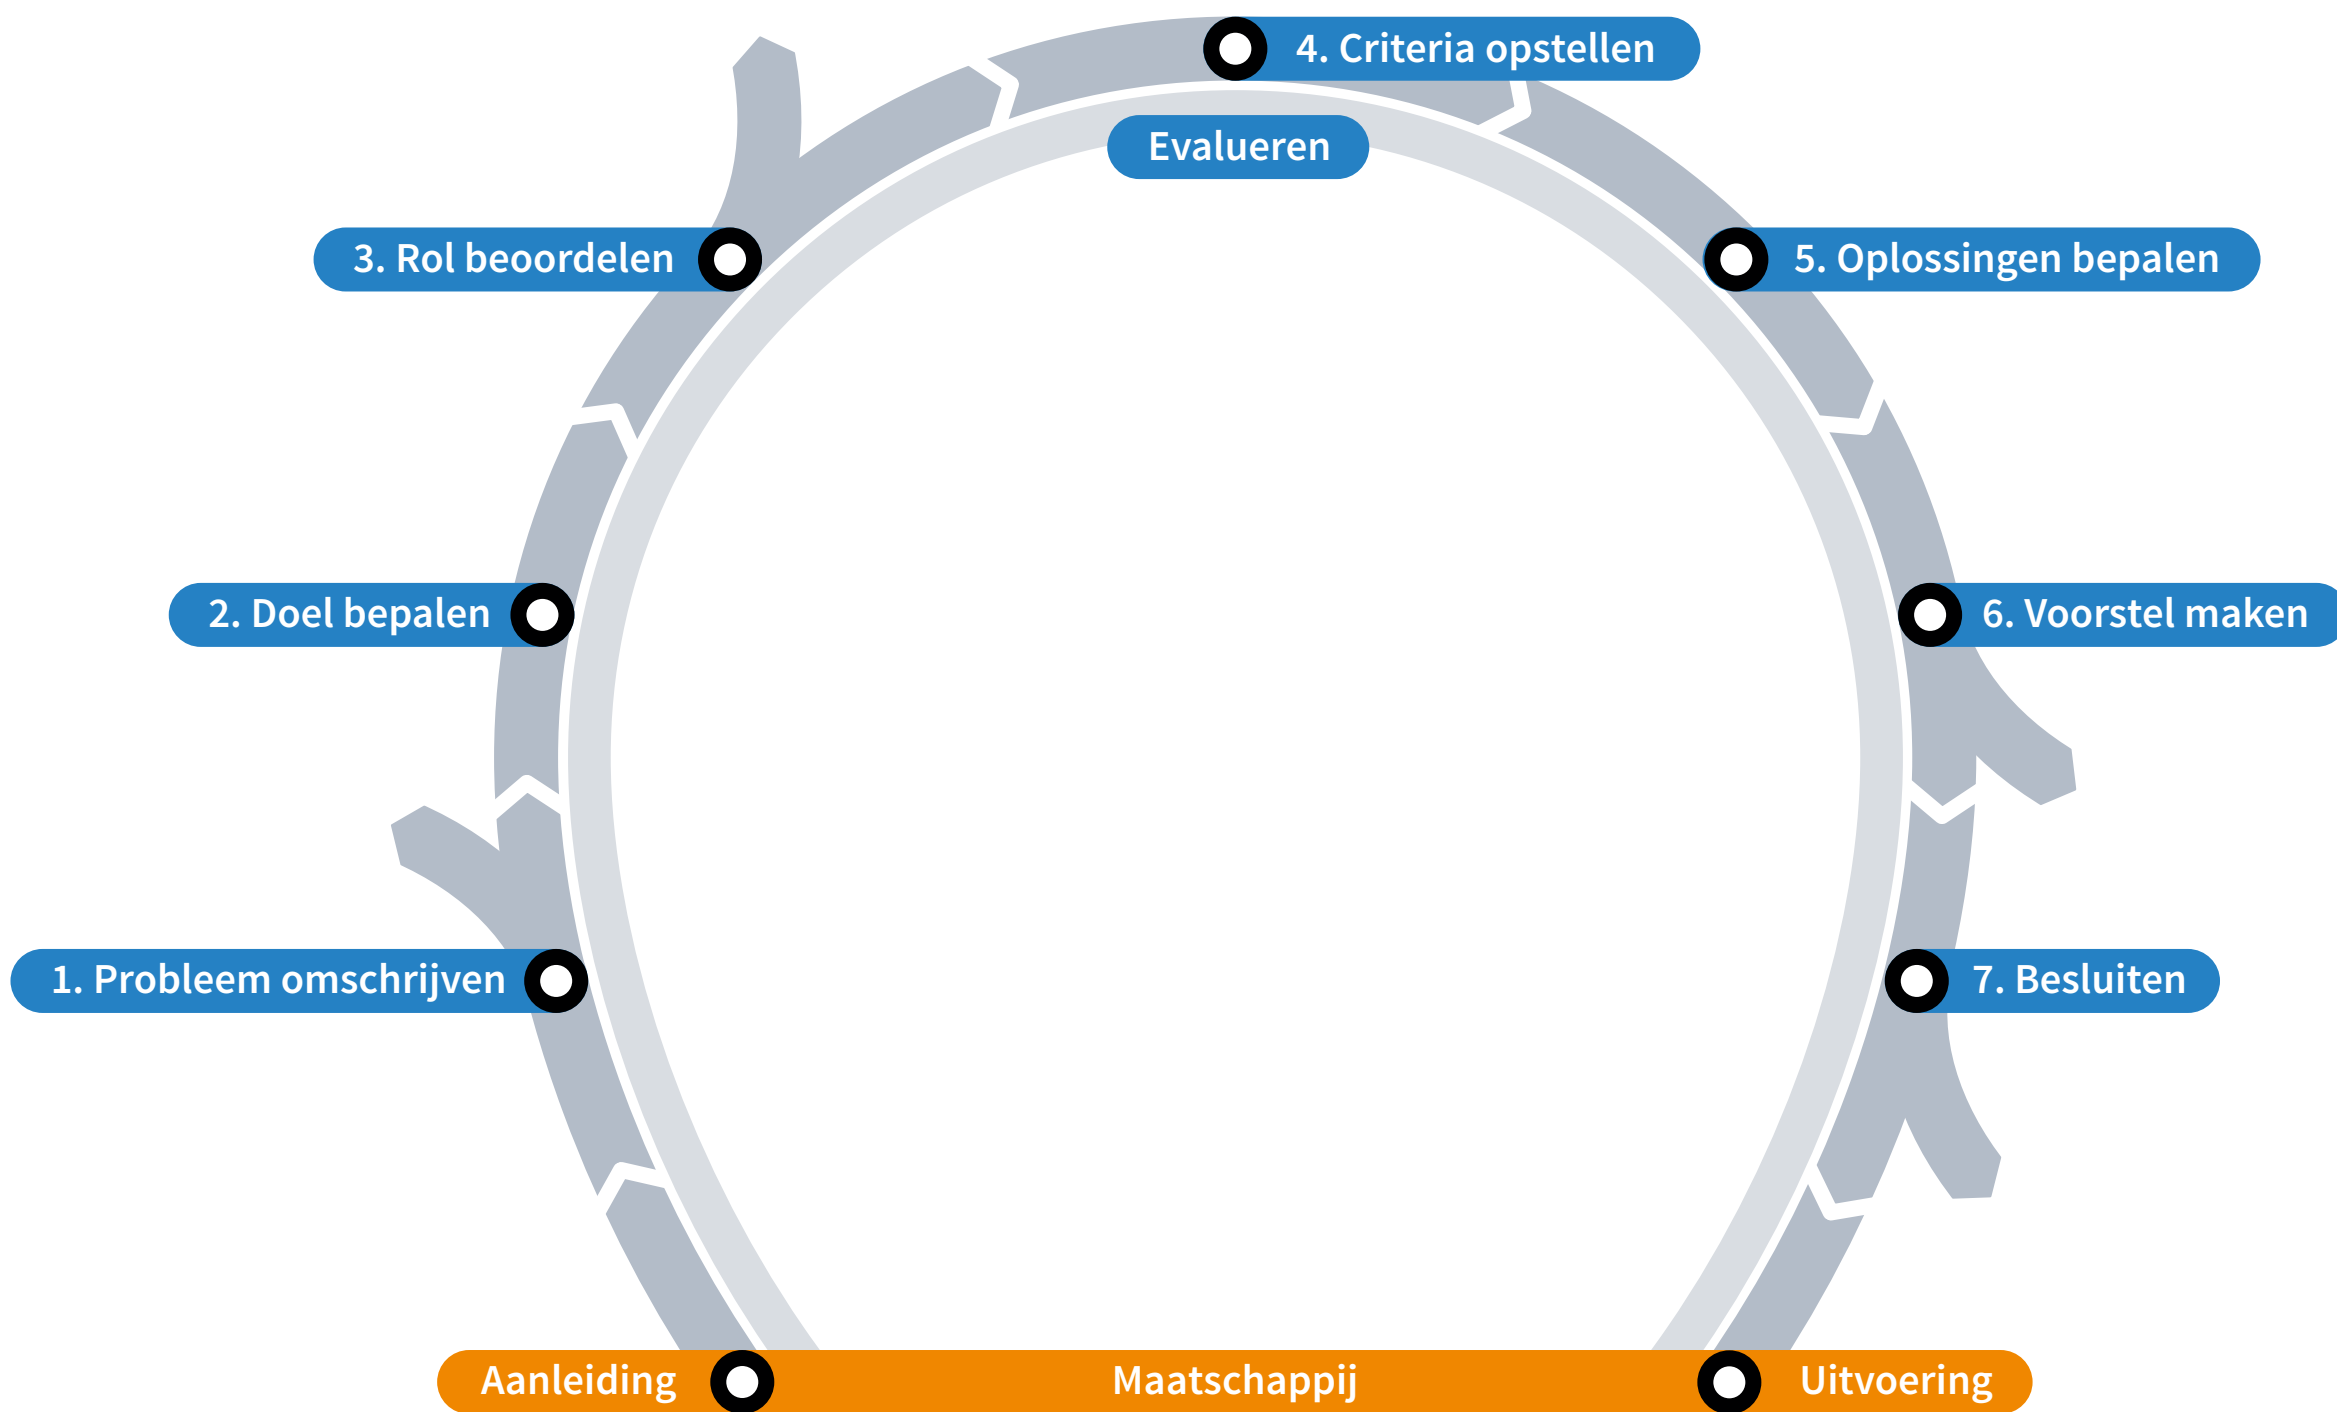 4. Criteria opstellen
Evalueren
3. Rol beoordelen
5. Oplossingen bepalen
2. Doel bepalen
6. Voorstel maken
1. Probleem omschrijven
7. Besluiten
Aanleiding
Maatschappij
Uitvoering